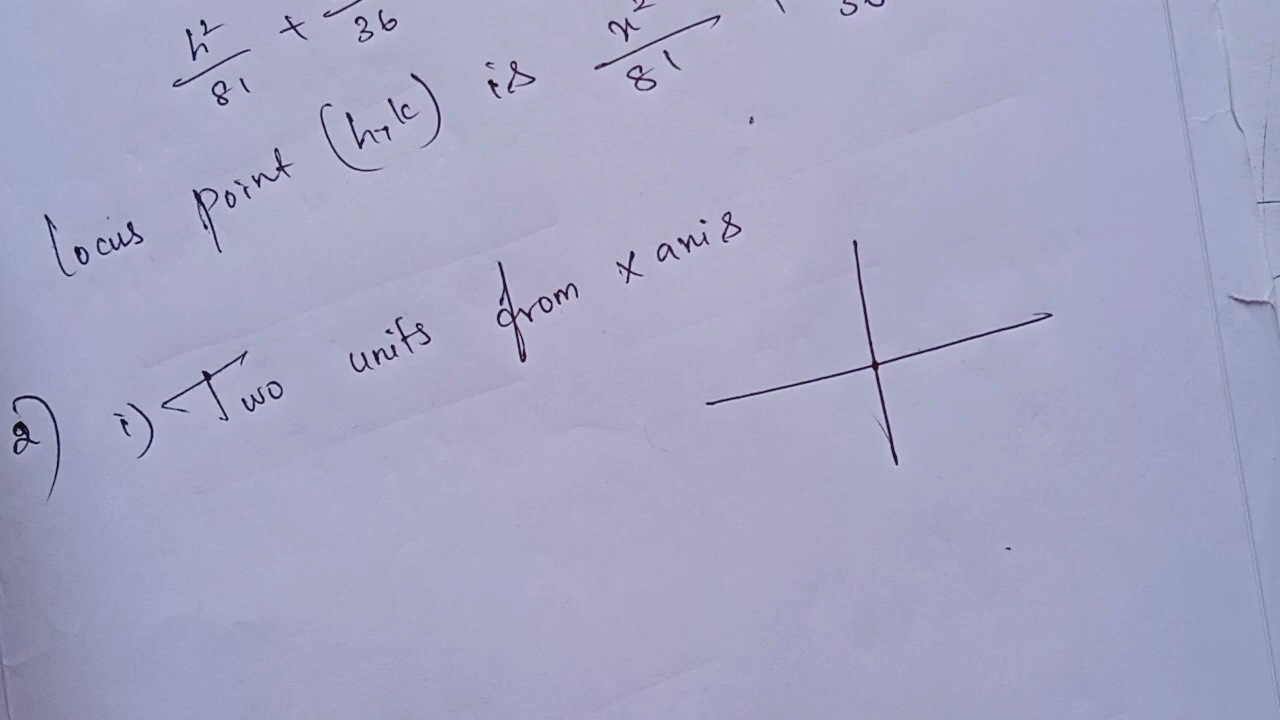 h²/81 + /36
locus point (h,k) is x²/81
2) i) Two units from x axis